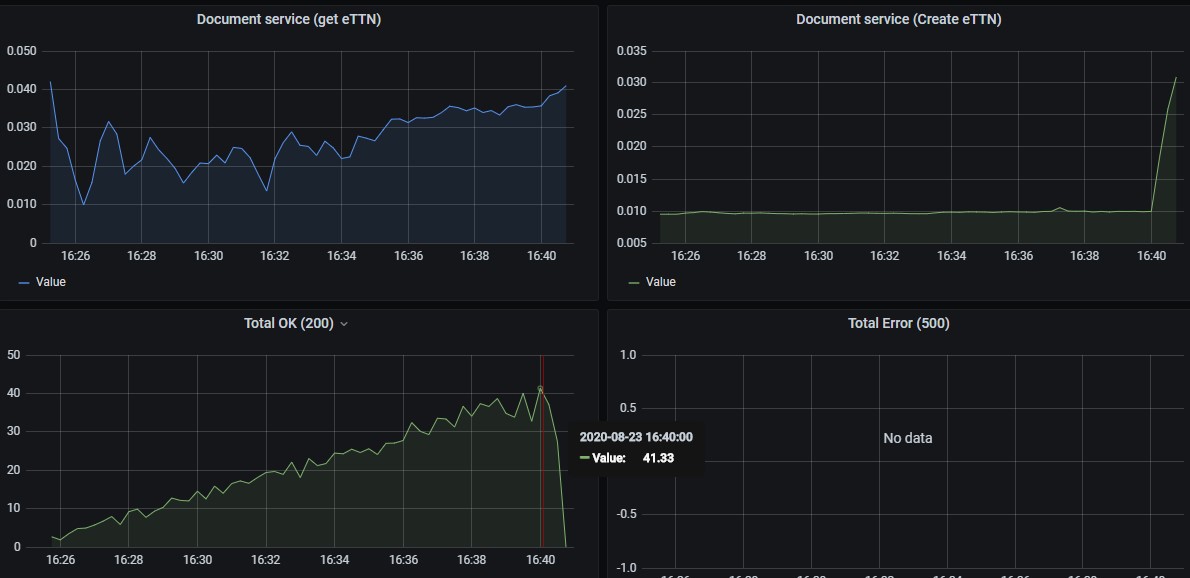 Document service (get eTTN)
0.050
0.040
0.030
0.020
0.010
0
16:26 16:28 16:30 16:32 16:34 16:36 16:38 16:40
Value
Document service (Create eTTN)
0.035
0.030
0.025
0.020
0.015
0.010
0.005
16:26 16:28 16:30 16:32 16:34 16:36 16:38 16:40
Value
Total OK (200)
50
40
30
20
10
0
16:26 16:28 16:30 16:32 16:34 16:36 16:38 16:40
2020-08-23 16:40:00
Value: 41.33
Total Error (500)
1.0
0.5
No data
-0.5
-1.0